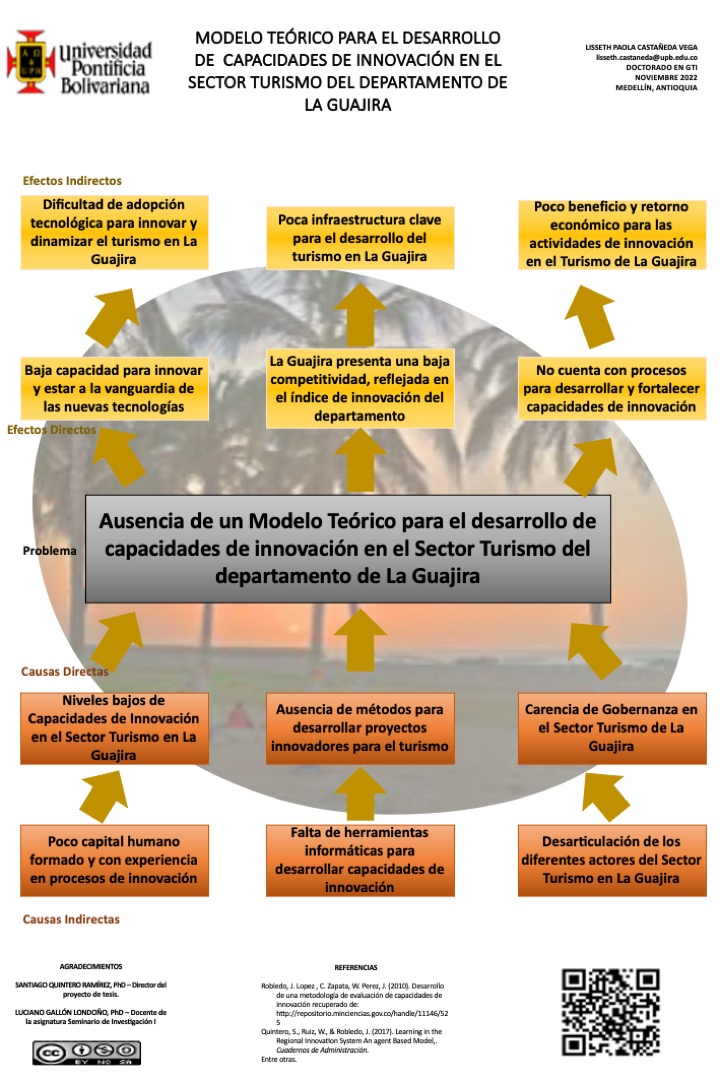 Universidad
Pontificia
Bolivariana
MODELO TEÓRICO PARA EL DESARROLLO
DE CAPACIDADES DE INNOVACIÓN EN EL
SECTOR TURISMO DEL DEPARTAMENTO DE
LA GUAJIRA
LISSETH PAOLA CASTAÑEDA VEGA
lisseth.castaneda@upb.edu.co
DOCTORADO EN GTI
NOVIEMBRE 2022
MEDELLÍN, ANTIOQUIA
Efectos Indirectos
Dificultad de adopción
tecnológica para innovar y
dinamizar el turismo en La
Guajira
Poca infraestructura clave
para el desarrollo del
turismo en La Guajira
Poco beneficio y retorno
económico para las
actividades de innovación
en el Turismo de La Guajira
Baja capacidad para innovar
y estar a la vanguardia de
las nuevas tecnologías
La Guajira presenta una baja
competitividad, reflejada en
el índice de innovación del
departamento
No cuenta con procesos
para desarrollar y fortalecer
capacidades de innovación
Efectos Directos
Problema
Ausencia de un Modelo Teórico para el desarrollo de
capacidades de innovación en el Sector Turismo del
departamento de La Guajira
Causas Directas
Niveles bajos de
Capacidades de Innovación
en el Sector Turismo en La
Guajira
Ausencia de métodos para
desarrollar proyectos
innovadores para el turismo
Carencia de Gobernanza en
el Sector Turismo de La
Guajira
Poco capital humano
formado y con experiencia
en procesos de innovación
Falta de herramientas
informáticas para
desarrollar capacidades de
innovación
Desarticulación de los
diferentes actores del Sector
Turismo en La Guajira
Causas Indirectas
AGRADECIMIENTOS
SANTIAGO QUINTERO RAMÍREZ, PhD – Director del
proyecto de tesis.
LUCIANO GALLÓN LONDOÑO, PhD – Docente de
la asignatura Seminario de Investigación I
cc
BY NO SA
REFERENCIAS
Robledo, J. Lopez , C. Zapata, W. Perez, J. (2010). Desarrollo
de una metodología de evaluación de capacidades de
innovación recuperado de:
http://repositorio.minciencias.gov.co/handle/11146/52
5
Quintero, S., Ruiz, W., & Robledo, J. (2017). Learning in the
Regional Innovation System An agent Based Model,.
Cuadernos de Administración.
Entre otras.